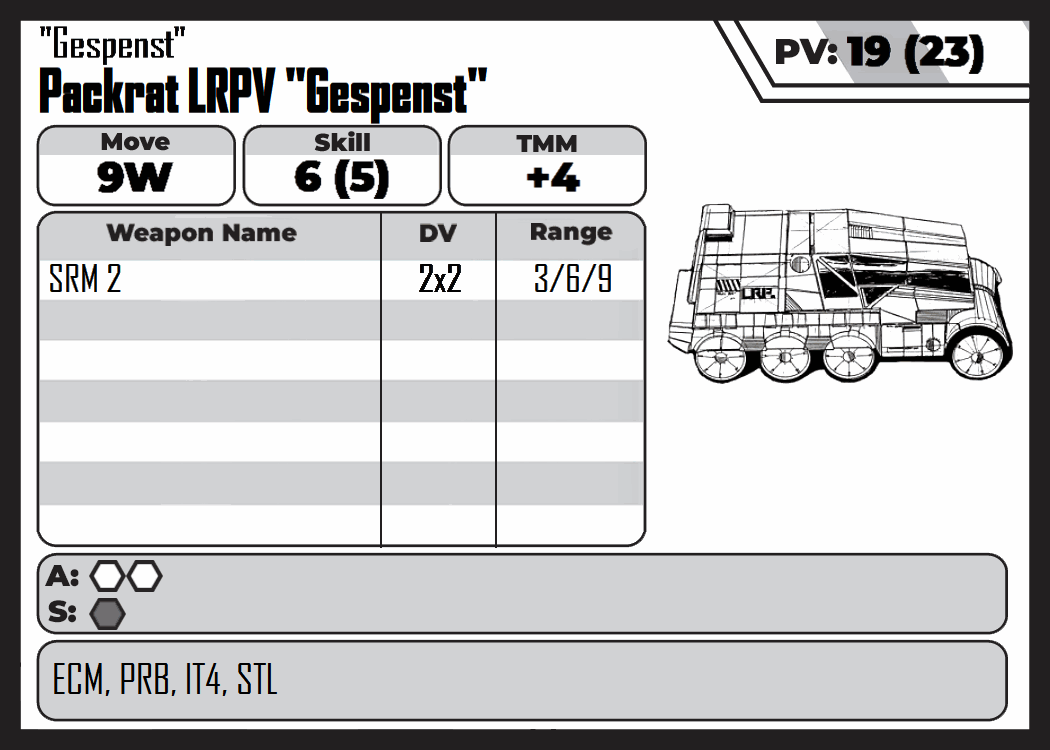 "Gespenst"
Packrat LRPV "Gespenst"
PV: 19 (23)
Move Skill TMM
9W 6 (5) +4
Weapon Name DV Range
SRM 2 2x2 3/6/9
LRP.
A:
S:
ECM, PRB, IT4, STL